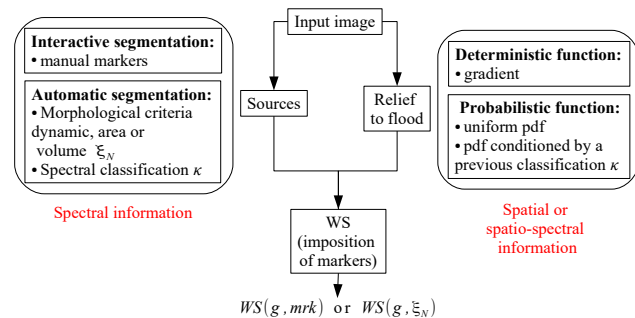 Input image
Interactive segmentation:
• manual markers
Automatic segmentation:
• Morphological criteria
dynamic, area or
volume ξ_N
• Spectral classification κ
Spectral information
Sources
Relief
to flood
Deterministic function:
• gradient
Probabilistic function:
• uniform pdf
• pdf conditioned by a
previous classification κ
Spatial or
spatio-spectral
information
WS
(imposition
of markers)
WS(g,mrk) or WS(g,ξ_N)